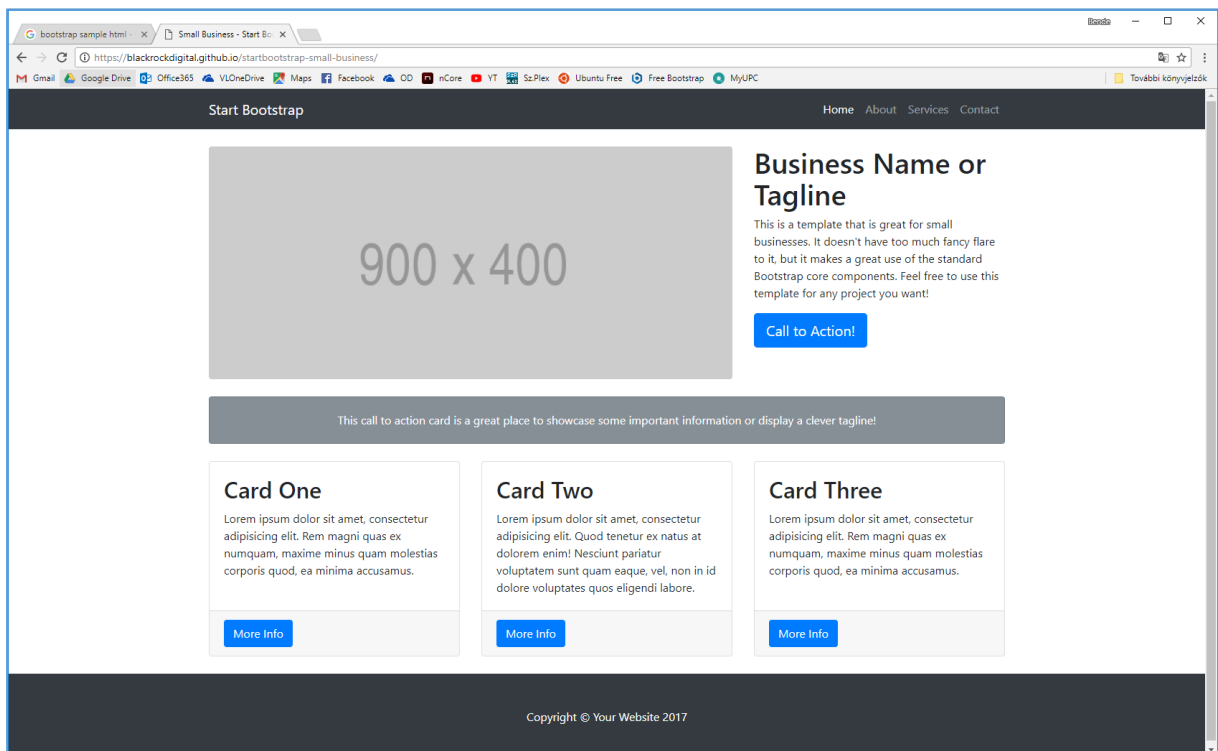 Bencte
bootstrap sample html -
Small Business - Start Bo
https://blackrockdigital.github.io/startbootstrap-small-business/
Gmail Google Drive Office365 VLOneDrive Maps Facebook OD nCore YT Sz.Plex Ubuntu Free Free Bootstrap MyUPC További könyvjelzők
Start Bootstrap Home About Services Contact
900 x 400
Business Name or
Tagline
This is a template that is great for small
businesses. It doesn't have too much fancy flare
to it, but it makes a great use of the standard
Bootstrap core components. Feel free to use this
template for any project you want!
Call to Action!
This call to action card is a great place to showcase some important information or display a clever tagline!
Card One
Lorem ipsum dolor sit amet, consectetur
adipisicing elit. Rem magni quas ex
numquam, maxime minus quam molestias
corporis quod, ea minima accusamus.
More Info
Card Two
Lorem ipsum dolor sit amet, consectetur
adipisicing elit. Quod tenetur ex natus at
dolorem enim! Nesciunt pariatur
voluptatem sunt quam eaque, vel, non in id
dolore voluptates quos eligendi labore.
More Info
Card Three
Lorem ipsum dolor sit amet, consectetur
adipisicing elit. Rem magni quas ex
numquam, maxime minus quam molestias
corporis quod, ea minima accusamus.
More Info
Copyright © Your Website 2017